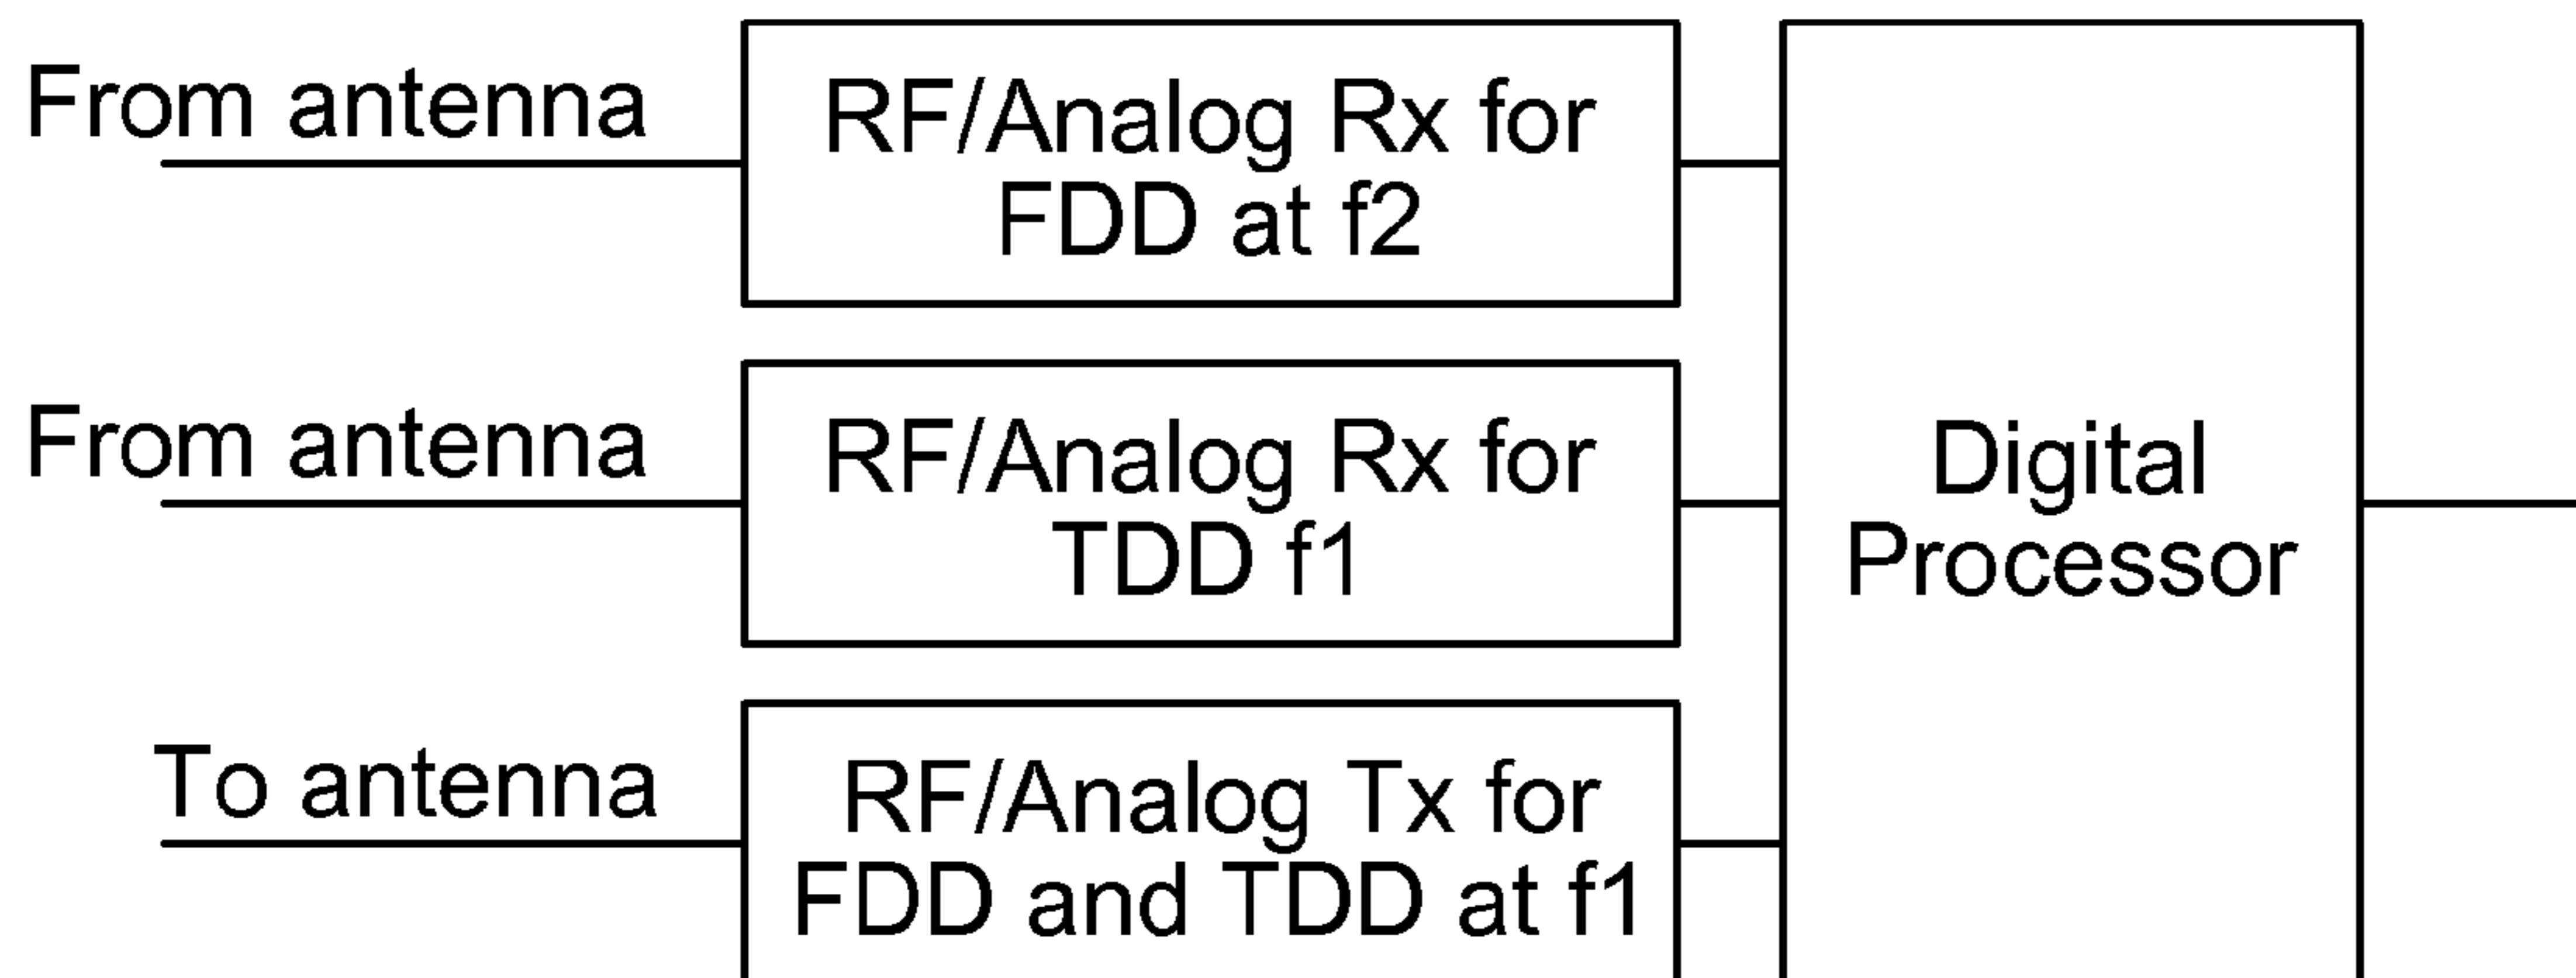 From antenna
RF/Analog Rx for
FDD at f2
From antenna
RF/Analog Rx for
TDD f1
Digital
Processor
To antenna
RF/Analog Tx for
FDD and TDD at f1